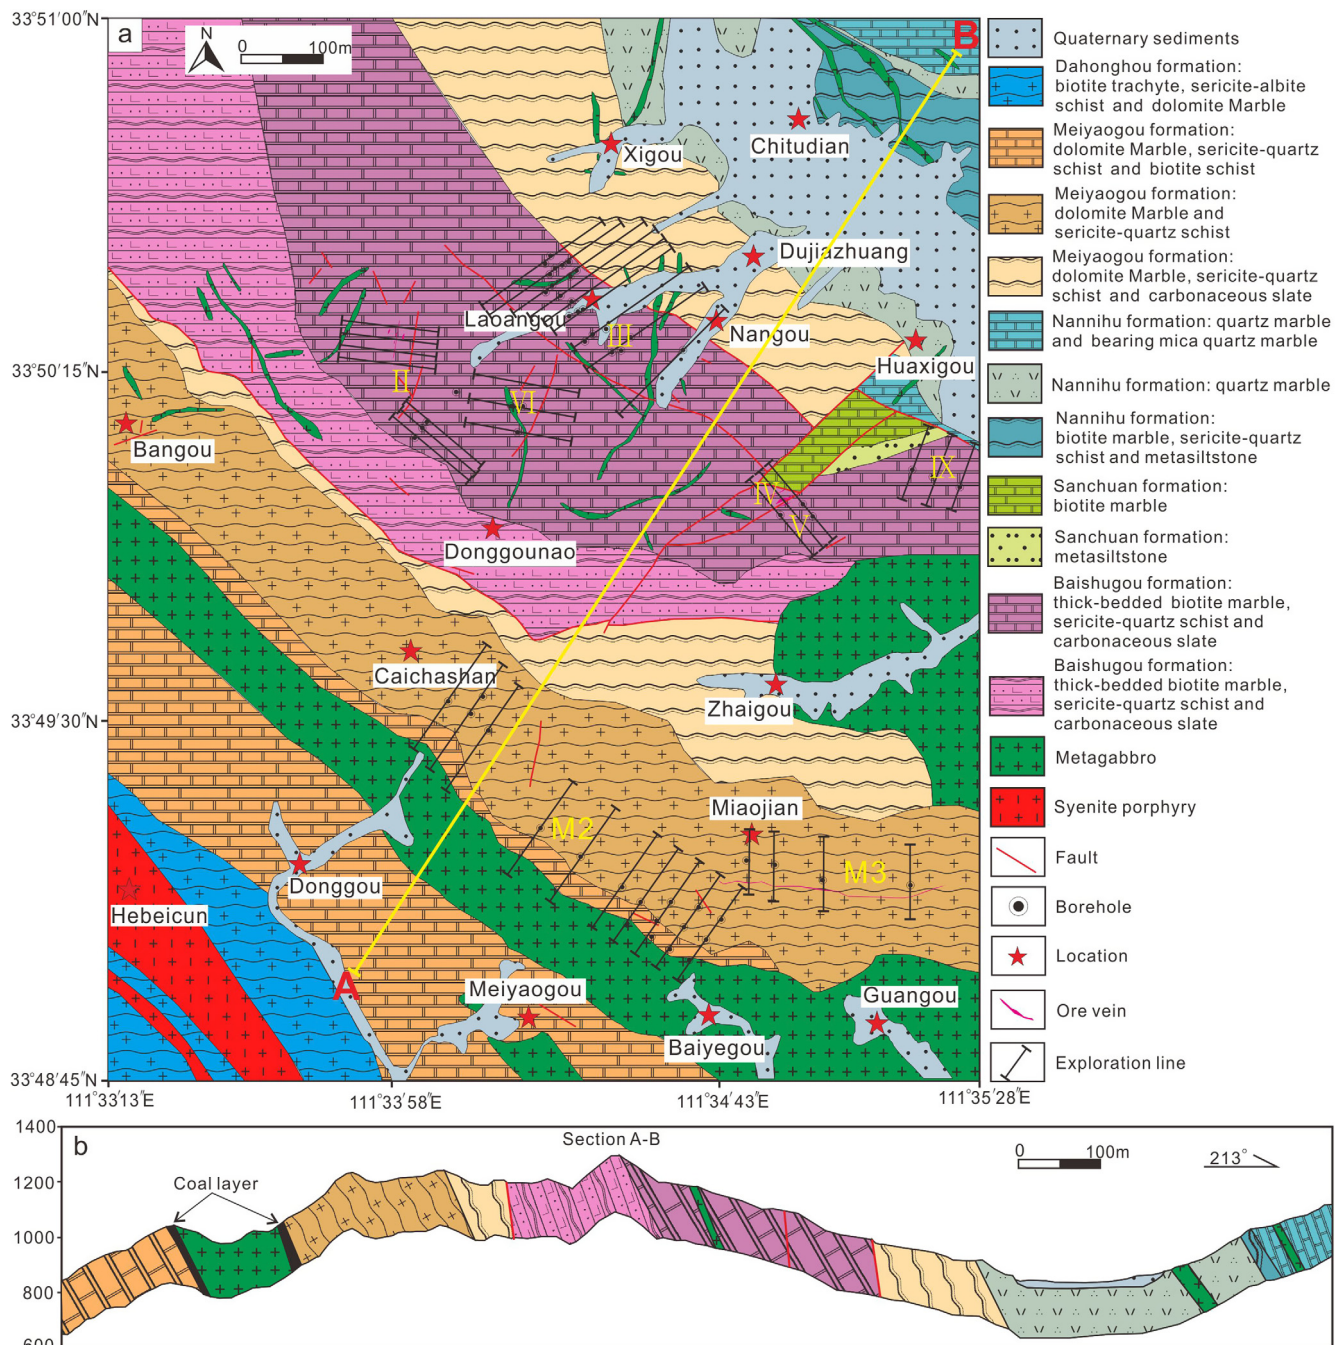 33°51′00″N
a
N
0 100m
B
Xigou
Chitudian
Dujiazhuang
Laoangou
III
Nangou
Huaxigou
33°50′15″N
II
VI
Bangou
IX
IV
V
Donggounao
Caichashan
Zhaigou
33°49′30″N
Miaojian
M2
M3
Donggou
Hebeicun
A
Meiyaogou
Guangou
Baiyegou
33°48′45″N
111°33′13″E
111°33′58″E
111°34′43″E
111°35′28″E
Quaternary sediments
Dahonghou formation:
biotite trachyte, sericite-albite
schist and dolomite Marble
Meiyaogou formation:
dolomite Marble, sericite-quartz
schist and biotite schist
Meiyaogou formation:
dolomite Marble and
sericite-quartz schist
Meiyaogou formation:
dolomite Marble, sericite-quartz
schist and carbonaceous slate
Nannihu formation: quartz marble
and bearing mica quartz marble
Nannihu formation: quartz marble
Nannihu formation:
biotite marble, sericite-quartz
schist and metasiltstone
Sanchuan formation:
biotite marble
Sanchuan formation:
metasiltstone
Baishugou formation:
thick-bedded biotite marble,
sericite-quartz schist and
carbonaceous slate
Baishugou formation:
thick-bedded biotite marble,
sericite-quartz schist and
carbonaceous slate
Metagabbro
Syenite porphyry
Fault
Borehole
Location
Ore vein
Exploration line
1400
b
Section A-B
0 100m
213°
Coal layer
1200
1000
800
600